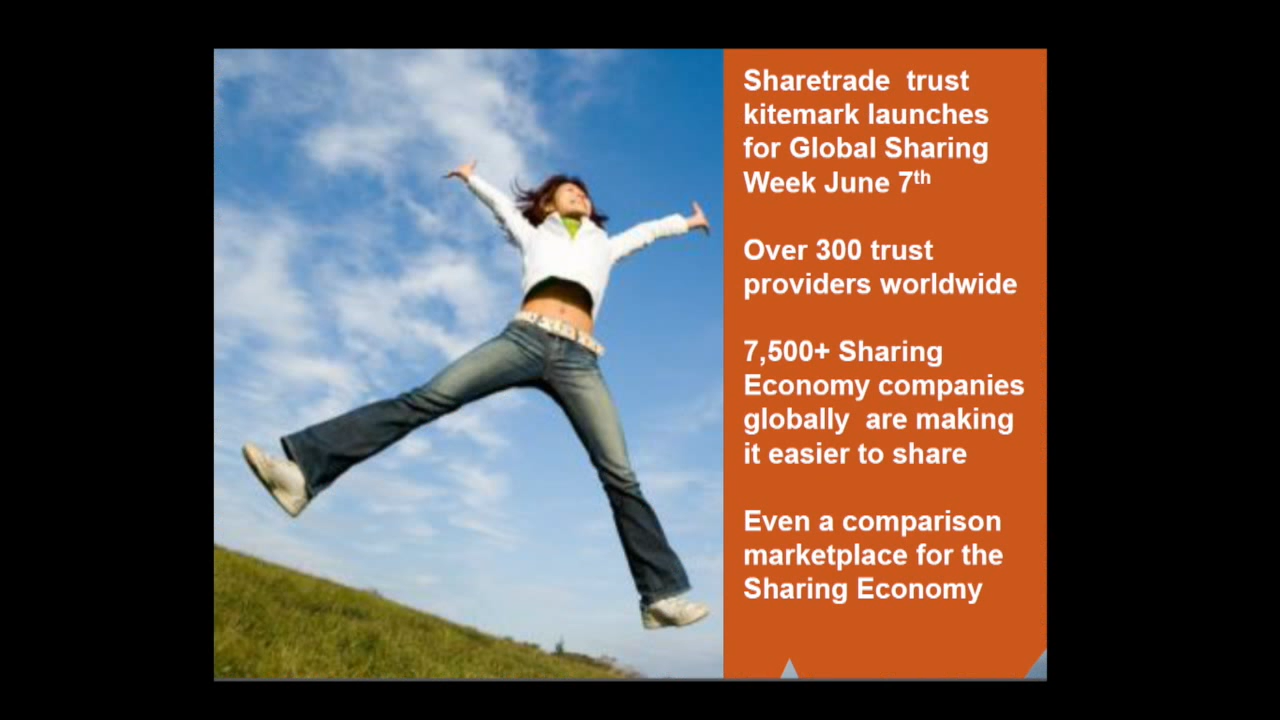 Sharetrade  trust
kitemark launches
for Global Sharing
Week June 7th
Over 300 trust
providers worldwide
7,500+ Sharing
Economy companies
globally  are making
it easier to share
Even a comparison
marketplace for the
Sharing Economy